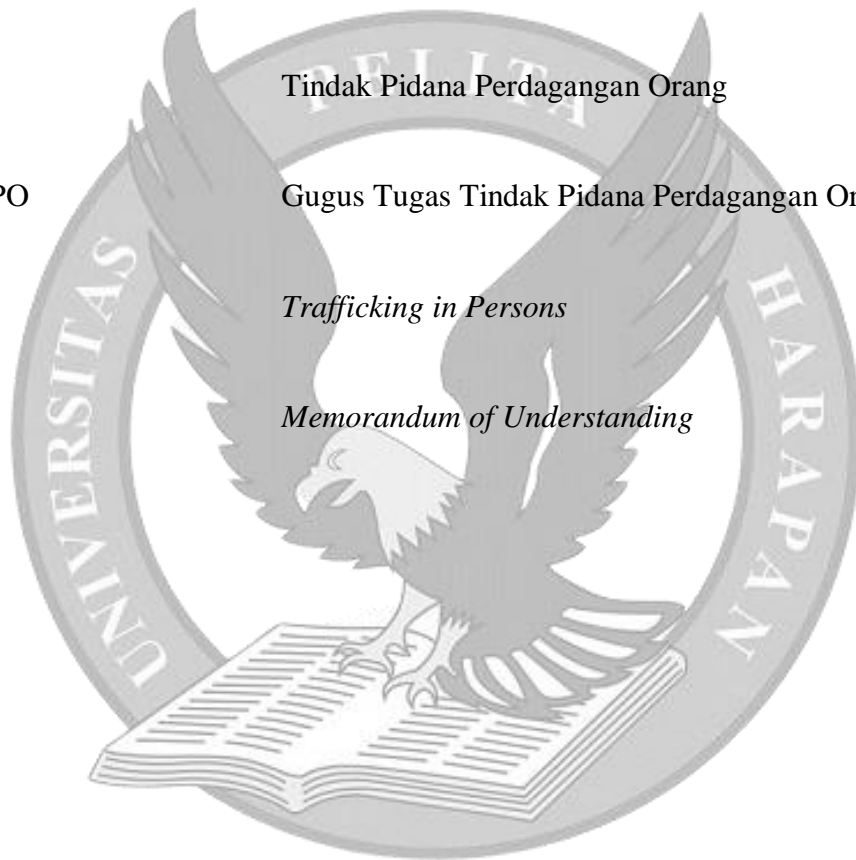 PELITA
Tindak Pidana Perdagangan Orang
PO Gugus Tugas Tindak Pidana Perdagangan Or
Trafficking in Persons
Memorandum of Understanding
UNIVERSITAS
HARAPAN